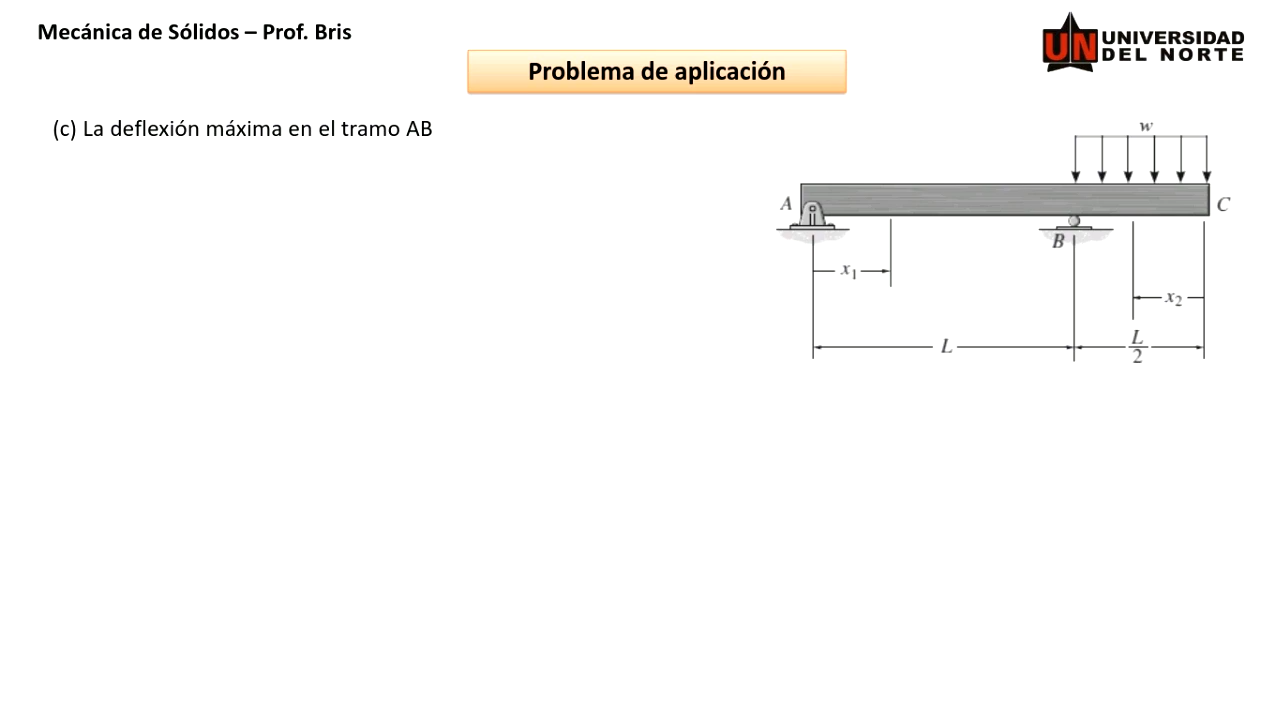 Mecánica de Sólidos – Prof. Bris
UNIVERSIDAD
DEL NORTE
UN
Problema de aplicación
(c) La deflexión máxima en el tramo AB
w
A
C
B
x₁
x₂
L
L
2